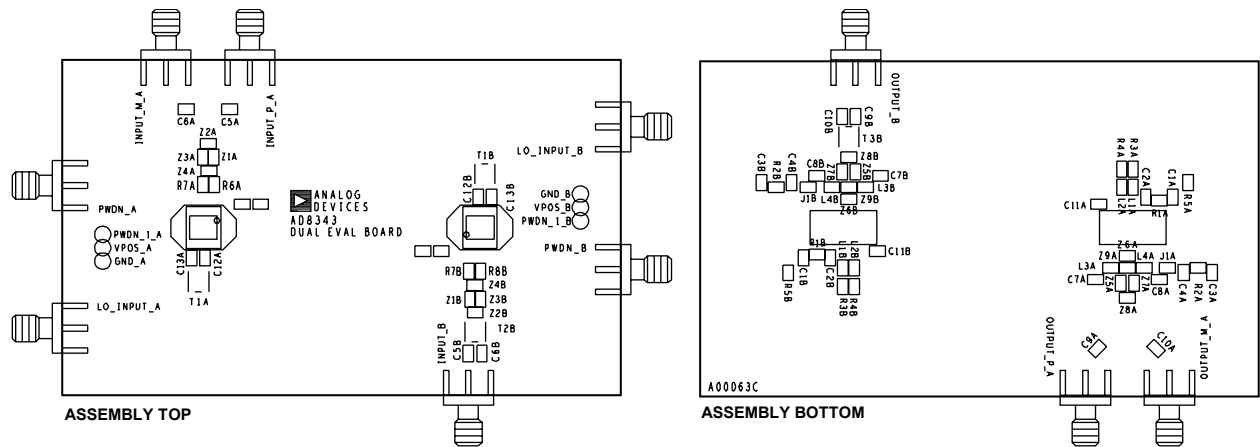 INPUT_M_A
INPUT_P_A
C6A
C5A
Z2A
Z3A
Z1A
Z4A
R7A
R6A
PWDN_A
PWDN_1_A
VPOS_A
GND_A
C13A
C12A
T1A
LO_INPUT_A
ANALOG
DEVICES
AD8343
DUAL EVAL BOARD
LO_INPUT_B
T1B
C12B
C13B
GND_B
VPOS_B
PWDN_1_B
PWDN_B
R7B
R8B
Z4B
Z1B
Z3B
Z2B
T2B
INPUT_B
C5B
C6B
ASSEMBLY TOP
OUTPUT_B
C10B
C9B
T3B
Z8B
C3B
R2B
C4B
C8B
Z7B
Z5B
C7B
J1B
L4B
L3B
Z9B
Z6B
R1B
L1B
L2B
C11B
R5B
C1B
C2B
R3B
R4B
R4A
R3A
C2A
C1A
L2A
L1A
R1A
R5A
C11A
Z6A
Z9A
L3A
L4A
J1A
C7A
Z5A
Z7A
C8A
C4A
R2A
C3A
Z8A
C9A
C10A
OUTPUT_P_A
OUTPUT_M_A
A00063C
ASSEMBLY BOTTOM